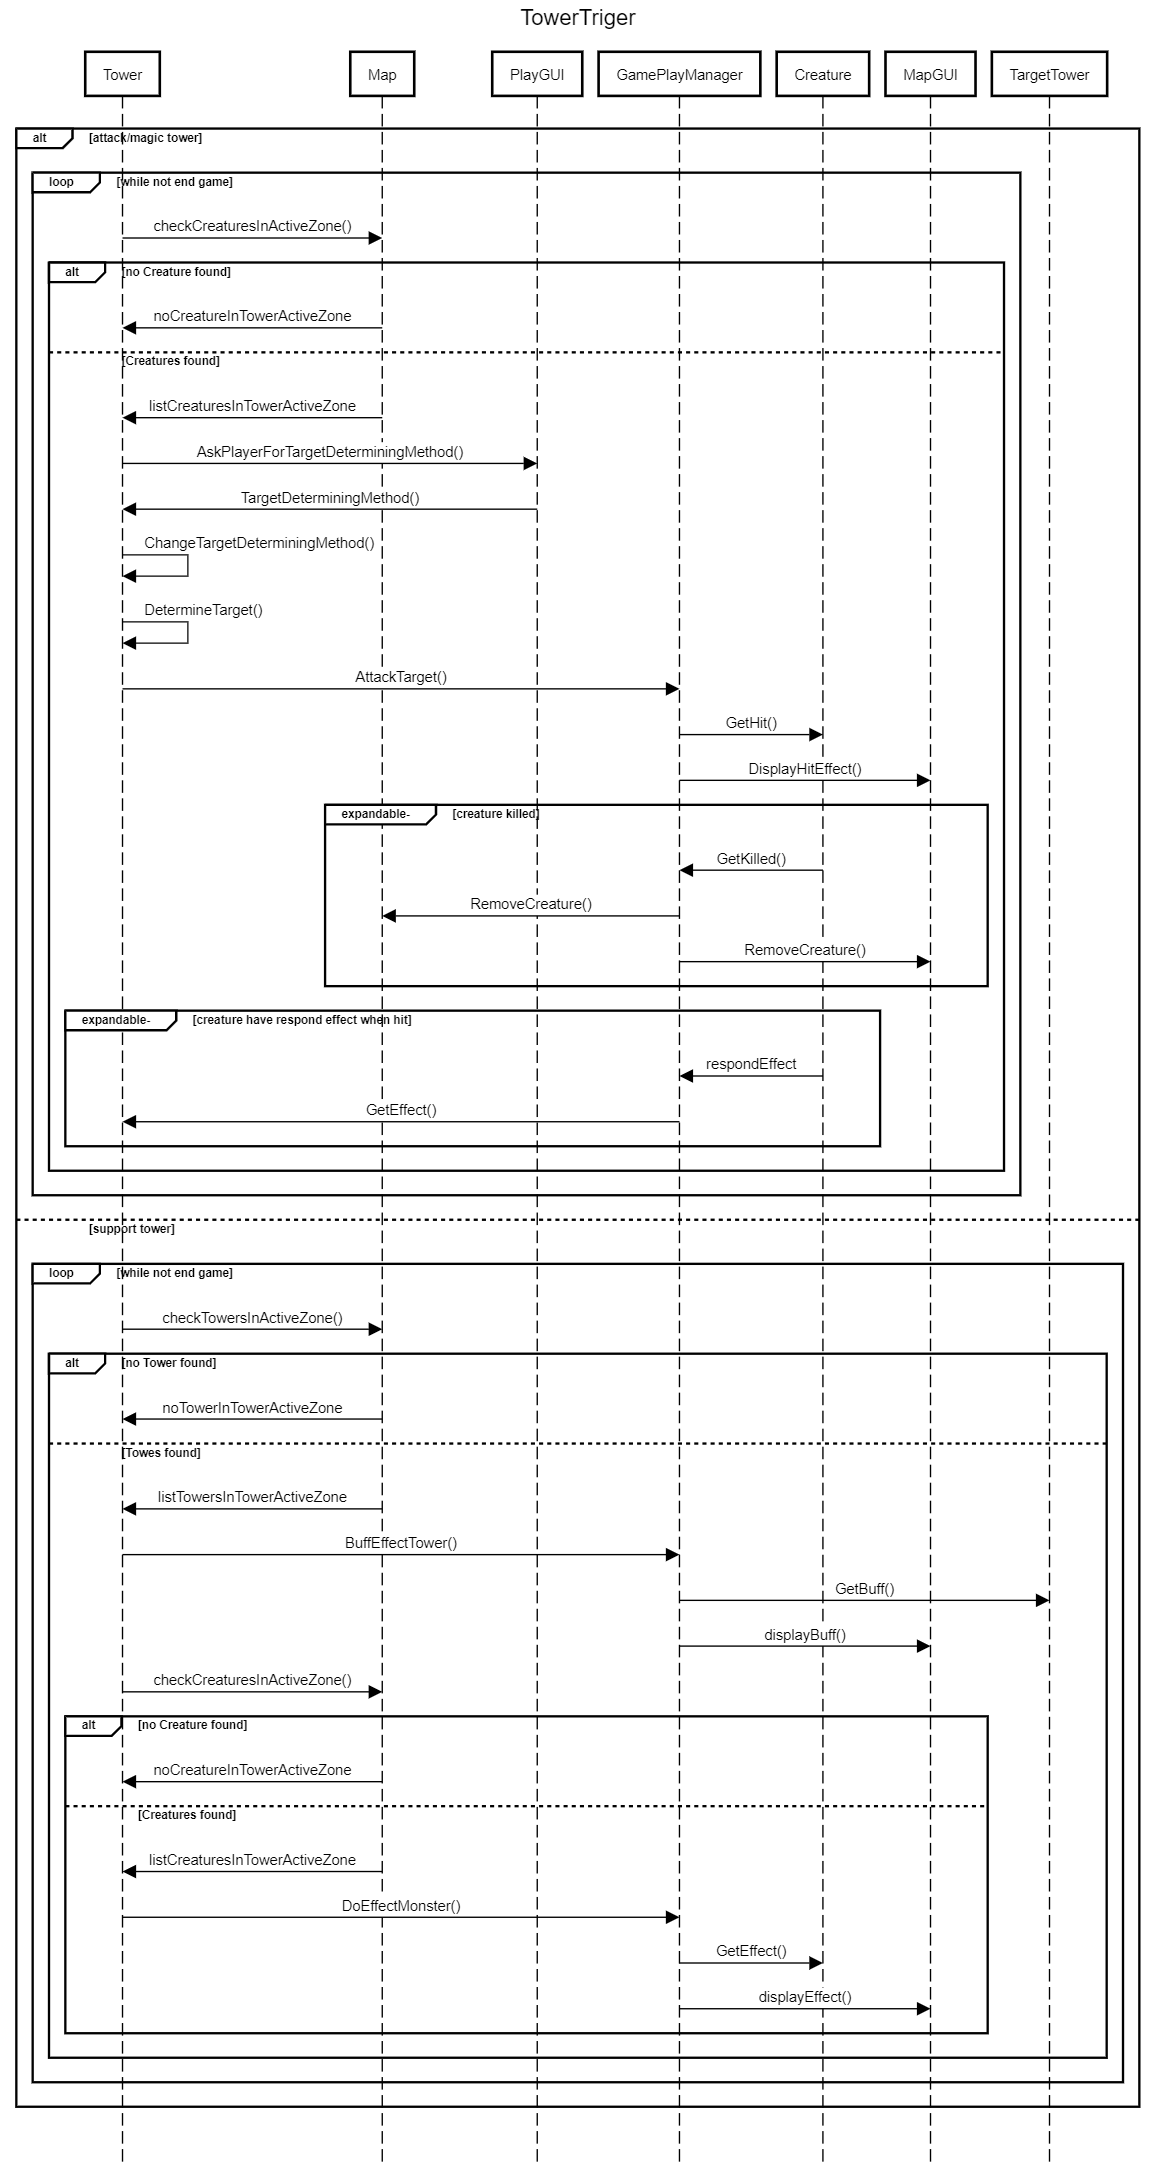 TowerTriger
Tower
Map
PlayGUI
GamePlayManager
Creature
MapGUI
TargetTower
alt [attack/magic tower]
loop [while not end game]
checkCreaturesInActiveZone()
alt [no Creature found]
noCreatureInTowerActiveZone
[Creatures found]
listCreaturesInTowerActiveZone
AskPlayerForTargetDeterminingMethod()
TargetDeterminingMethod()
ChangeTargetDeterminingMethod()
DetermineTarget()
AttackTarget()
GetHit()
DisplayHitEffect()
expandable- [creature killed]
GetKilled()
RemoveCreature()
RemoveCreature()
expandable- [creature have respond effect when hit]
respondEffect
GetEffect()
[support tower]
loop [while not end game]
checkTowersInActiveZone()
alt [no Tower found]
noTowerInTowerActiveZone
[Towes found]
listTowersInTowerActiveZone
BuffEffectTower()
GetBuff()
displayBuff()
checkCreaturesInActiveZone()
alt [no Creature found]
noCreatureInTowerActiveZone
[Creatures found]
listCreaturesInTowerActiveZone
DoEffectMonster()
GetEffect()
displayEffect()